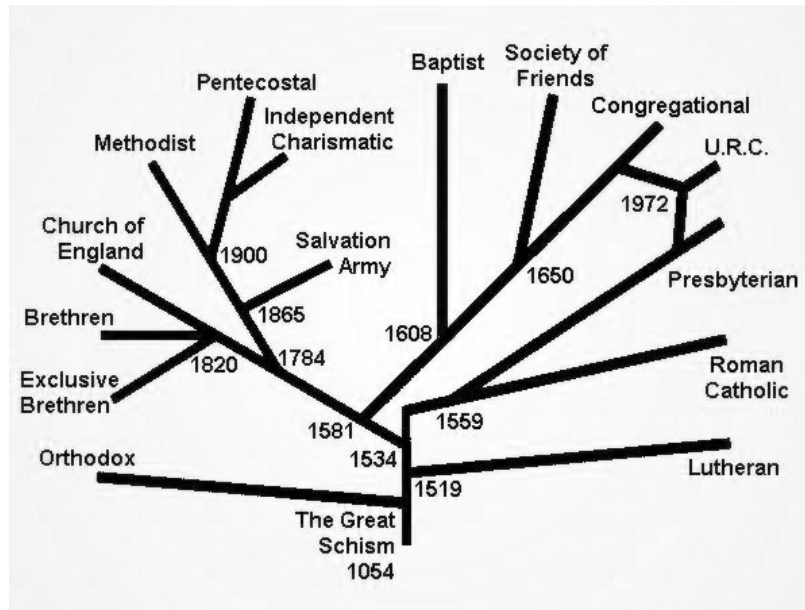 Pentecostal
Independent
Charismatic
Methodist
Church of
England
Brethren
Exclusive
Brethren
Orthodox
Baptist
Society of
Friends
Congregational
U.R.C.
1972
Presbyterian
Roman
Catholic
Lutheran
Salvation
Army
1900
1865
1784
1820
1650
1608
1581
1534
1559
1519
The Great
Schism
1054